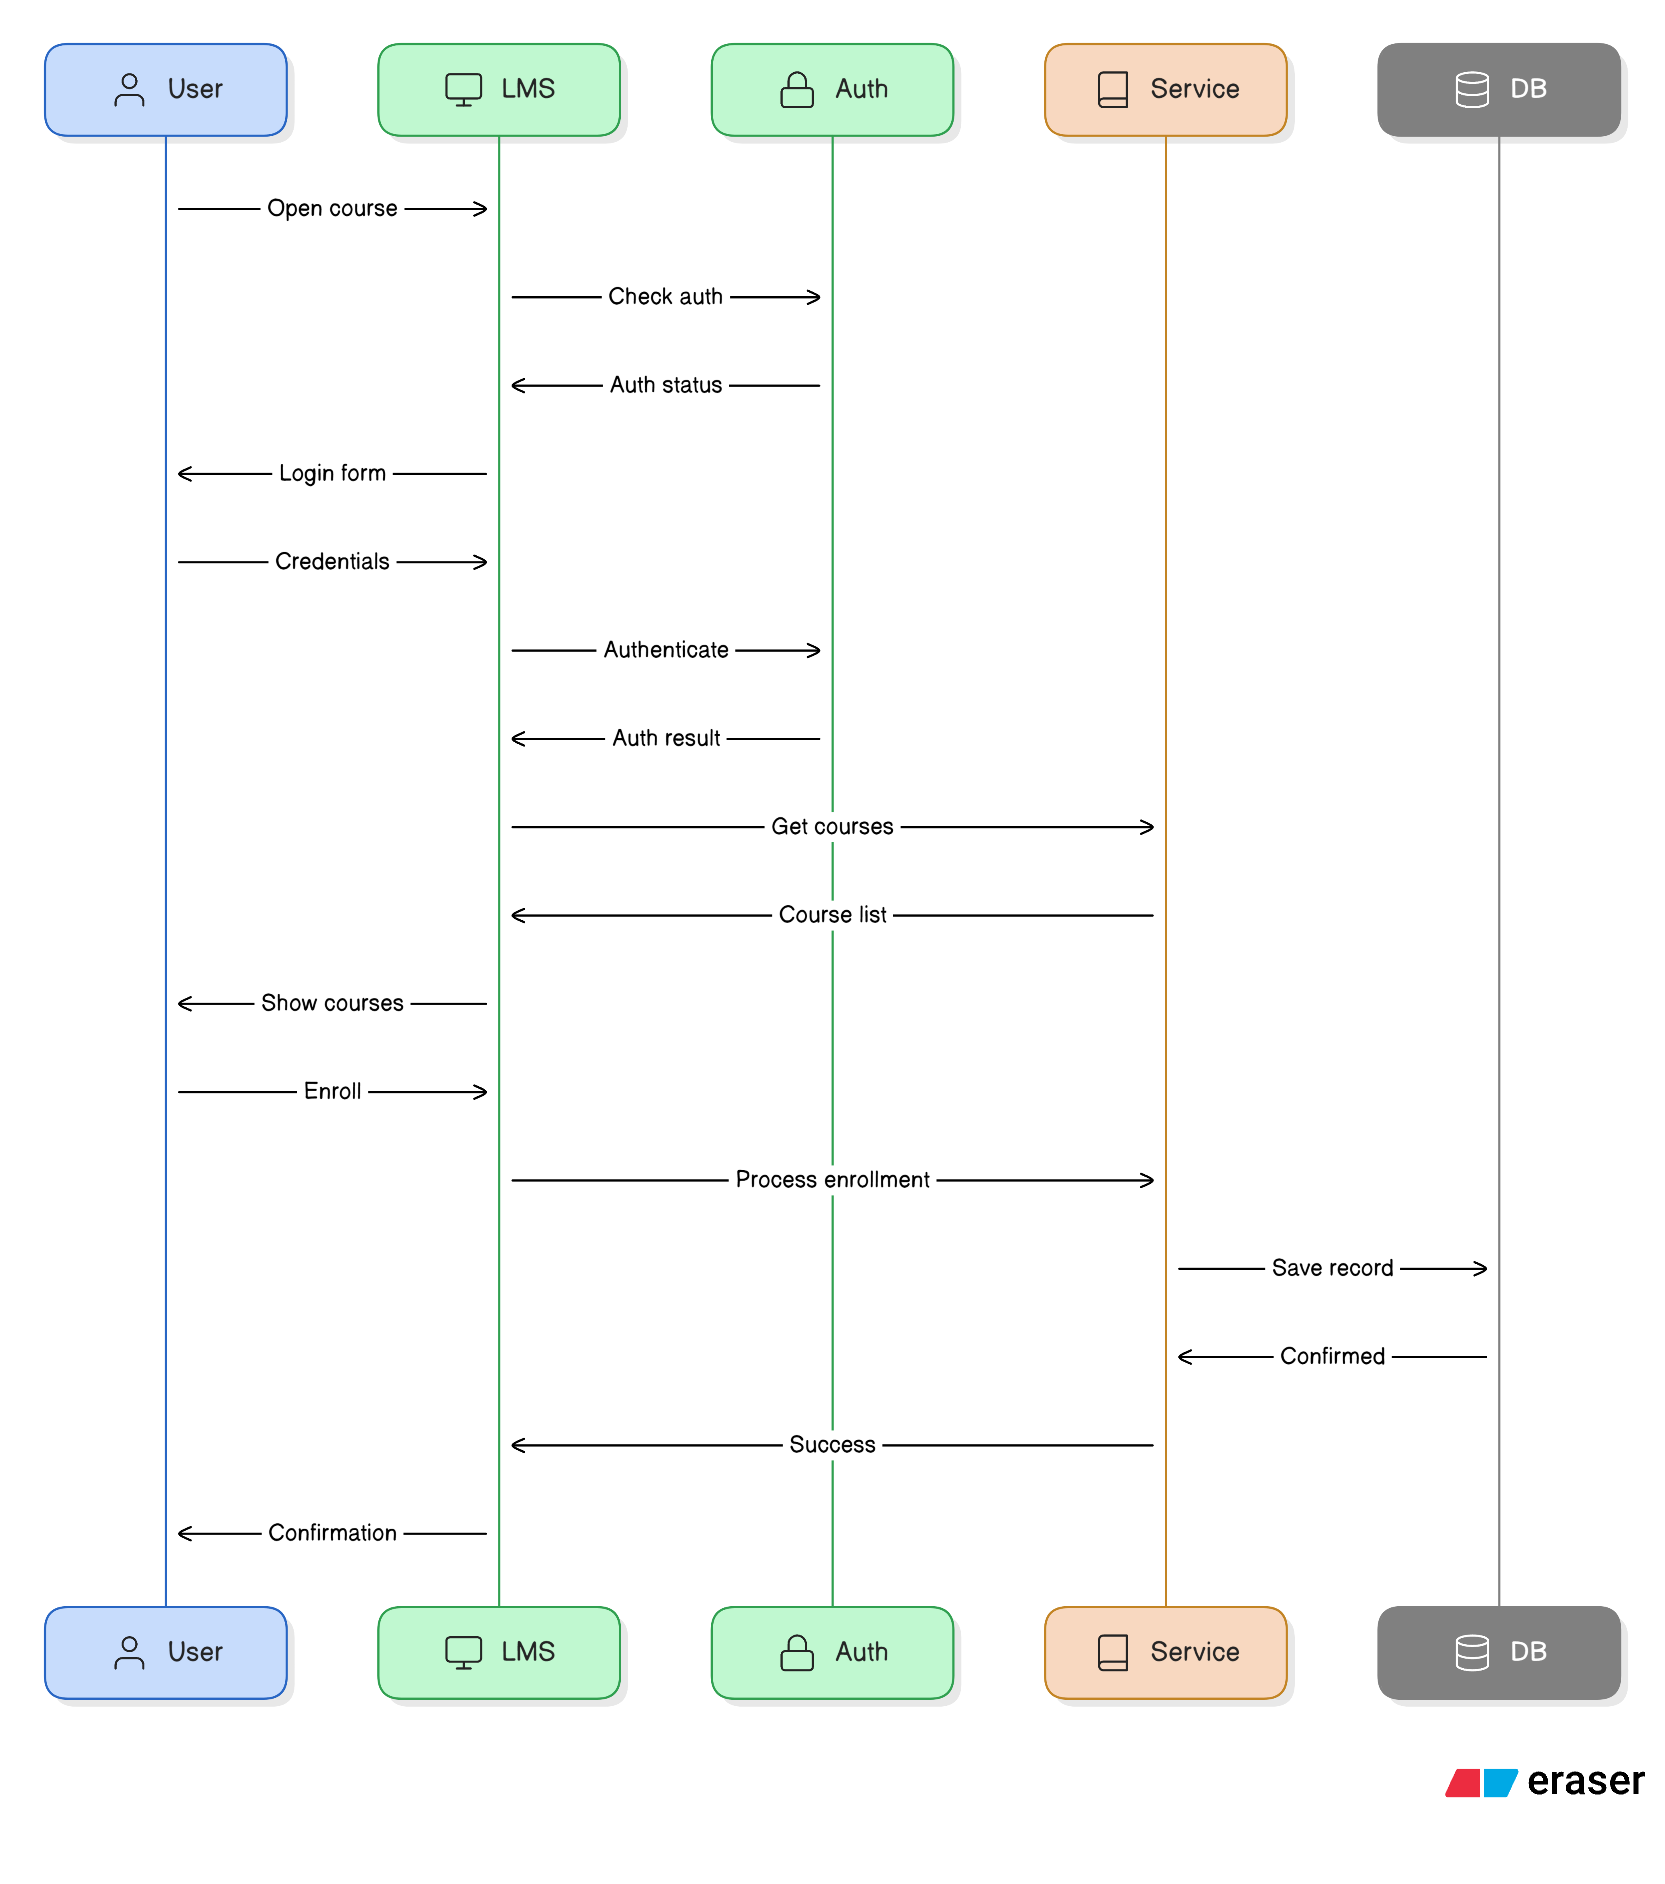 User
LMS
Auth
Service
DB
Open course
Check auth
Auth status
Login form
Credentials
Authenticate
Auth result
Get courses
Course list
Show courses
Enroll
Process enrollment
Save record
Confirmed
Success
Confirmation
User
LMS
Auth
Service
DB
eraser